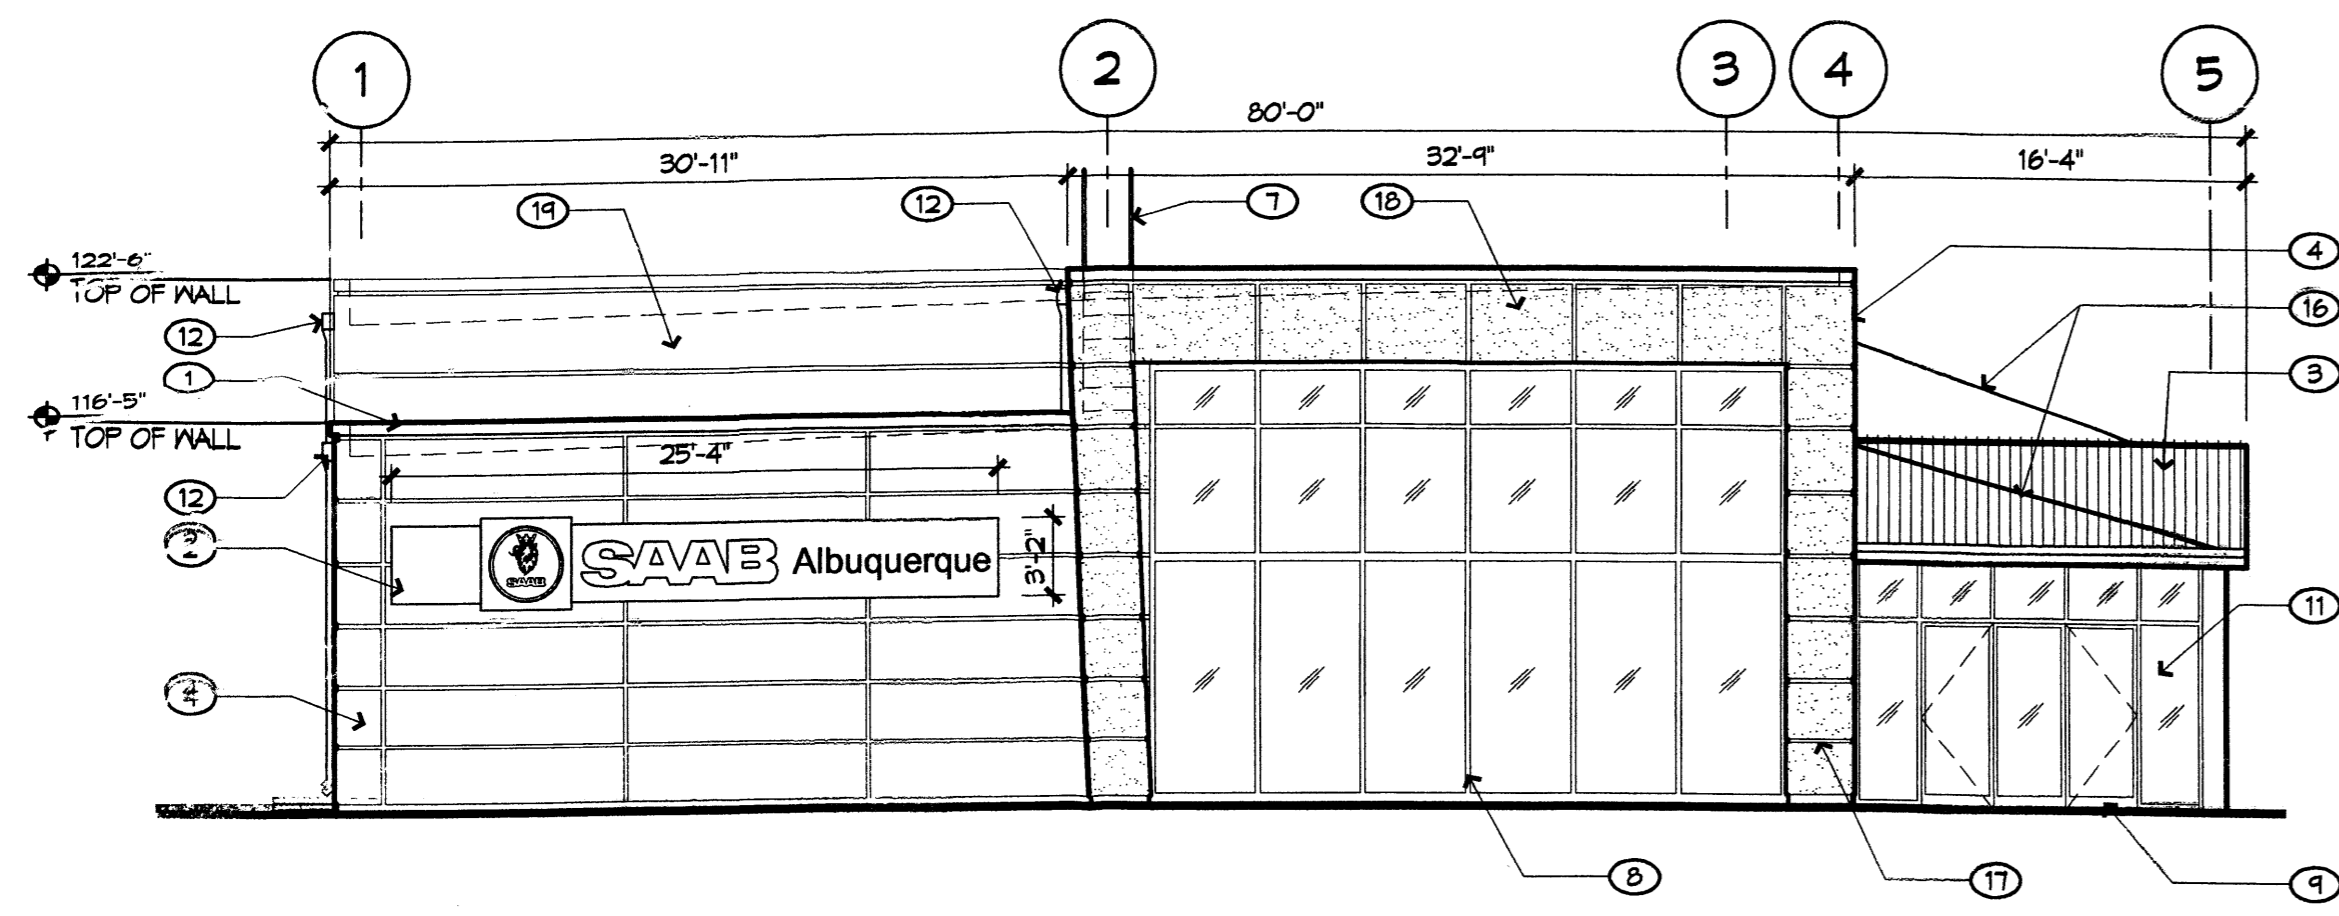 1 2 3 4 5
80'-0"
30'-11" 32'-9" 16'-4"
19 12 7 18
4
122'-6"
TOP OF WALL
16
12
3
1
116'-5"
TOP OF WALL
25'-4"
12
2
SAAB
SAAB Albuquerque
3'-2"
11
4
8
17
9